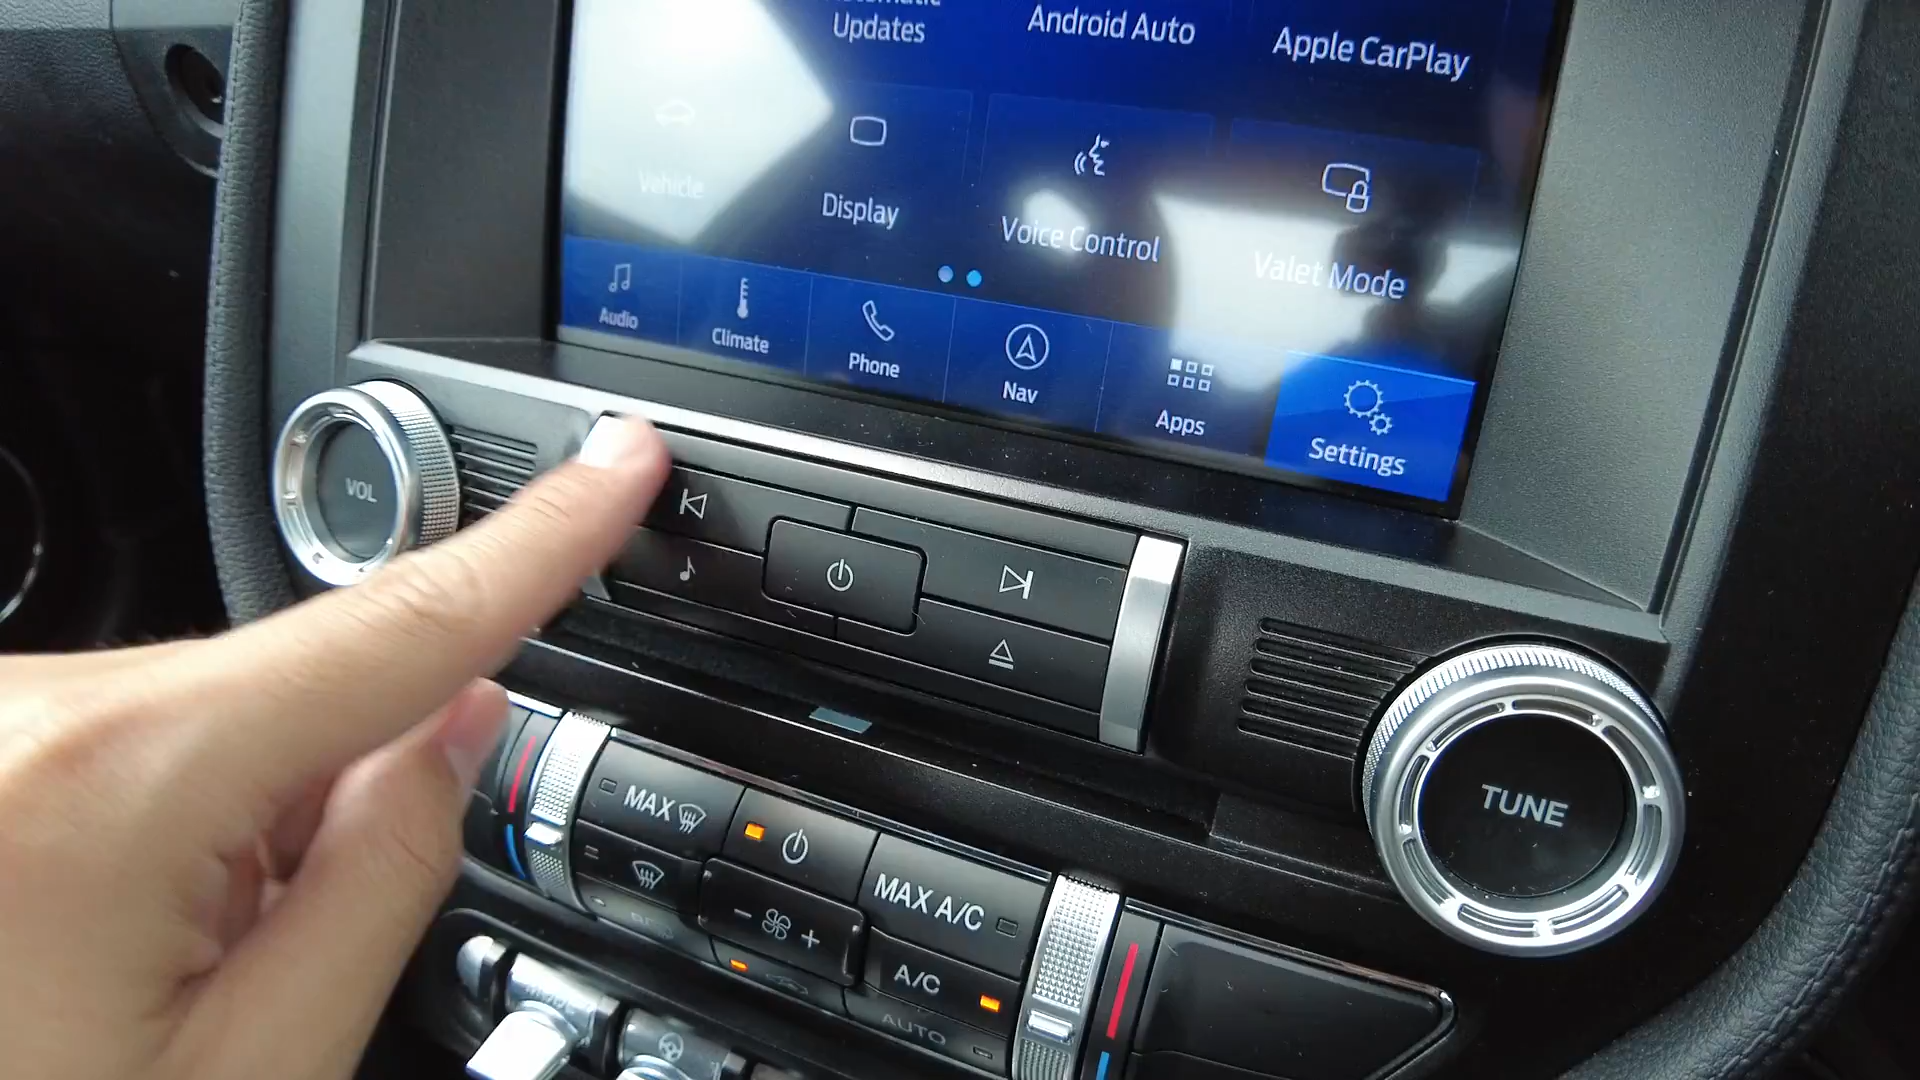 Updates
Android Auto
Apple CarPlay
Vehicle
Display
Voice Control
Valet Mode
Audio
Climate
Phone
Nav
Apps
Settings
VOL
TUNE
MAX
MAX A/C
A/C
AUTO